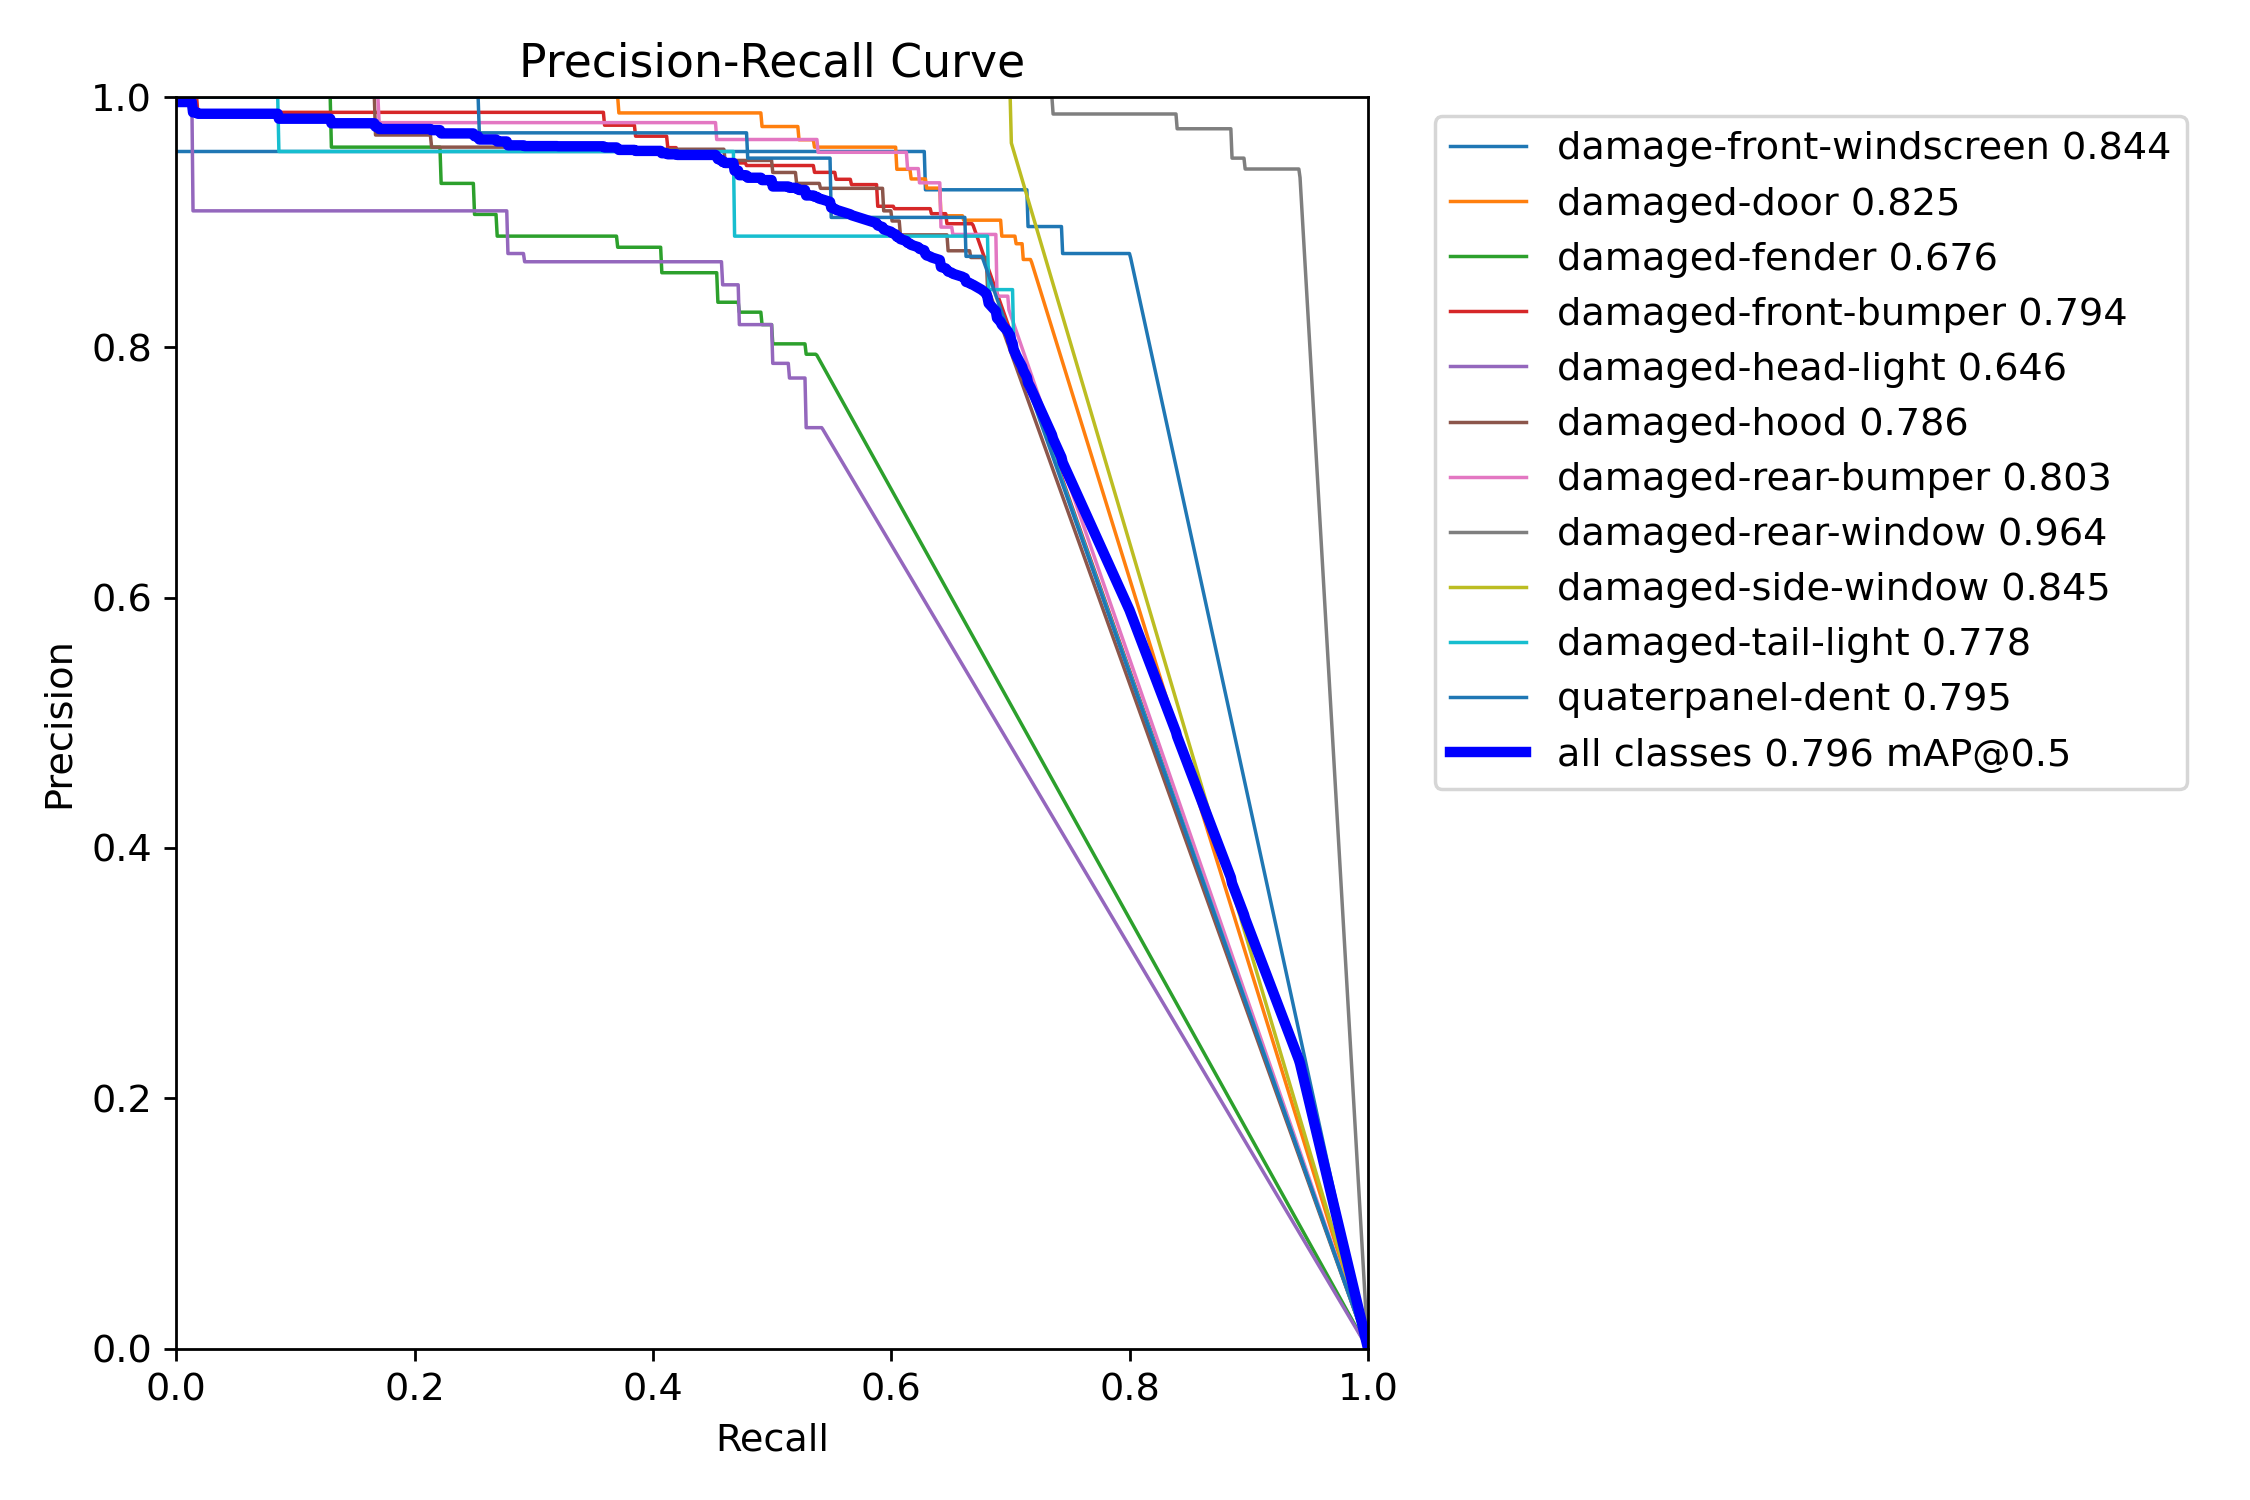 Precision-Recall Curve
1.0
0.8
0.6
0.4
0.2
0.0
Precision
0.0 0.2 0.4 0.6 0.8 1.0
Recall
damage-front-windscreen 0.844
damaged-door 0.825
damaged-fender 0.676
damaged-front-bumper 0.794
damaged-head-light 0.646
damaged-hood 0.786
damaged-rear-bumper 0.803
damaged-rear-window 0.964
damaged-side-window 0.845
damaged-tail-light 0.778
quaterpanel-dent 0.795
all classes 0.796 mAP@0.5